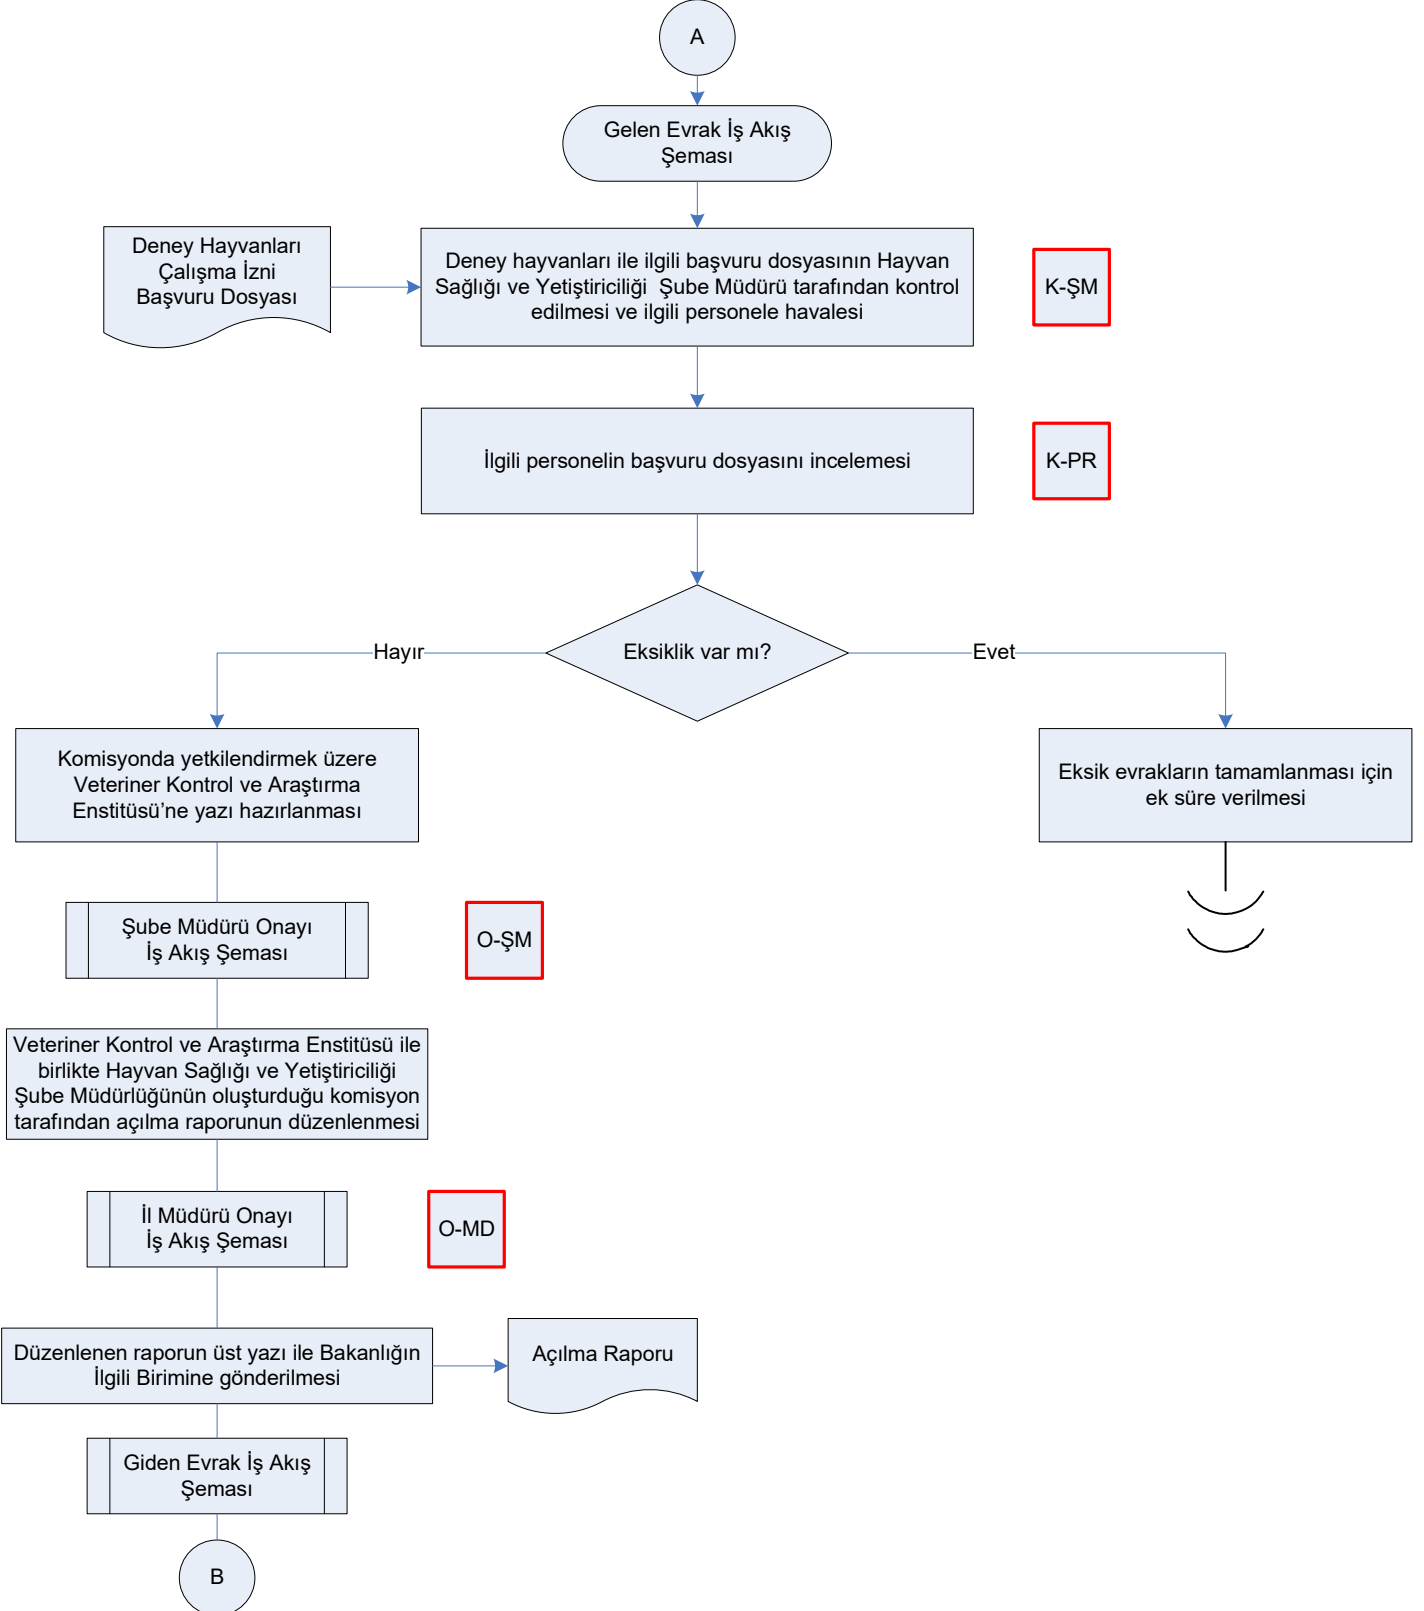 A
Gelen Evrak İş Akış
Şeması
Deney Hayvanları
Çalışma İzni
Başvuru Dosyası
Deney hayvanları ile ilgili başvuru dosyasının Hayvan
Sağlığı ve Yetiştiriciliği Şube Müdürü tarafından kontrol
edilmesi ve ilgili personele havalesi
K-ŞM
İlgili personelin başvuru dosyasını incelemesi
K-PR
Hayır
Eksiklik var mı?
Evet
Komisyonda yetkilendirmek üzere
Veteriner Kontrol ve Araştırma
Enstitüsü’ne yazı hazırlanması
Eksik evrakların tamamlanması için
ek süre verilmesi
Şube Müdürü Onayı
İş Akış Şeması
O-ŞM
Veteriner Kontrol ve Araştırma Enstitüsü ile
birlikte Hayvan Sağlığı ve Yetiştiriciliği
Şube Müdürlüğünün oluşturduğu komisyon
tarafından açılma raporunun düzenlenmesi
İl Müdürü Onayı
İş Akış Şeması
O-MD
Düzenlenen raporun üst yazı ile Bakanlığın
İlgili Birimine gönderilmesi
Açılma Raporu
Giden Evrak İş Akış
Şeması
B